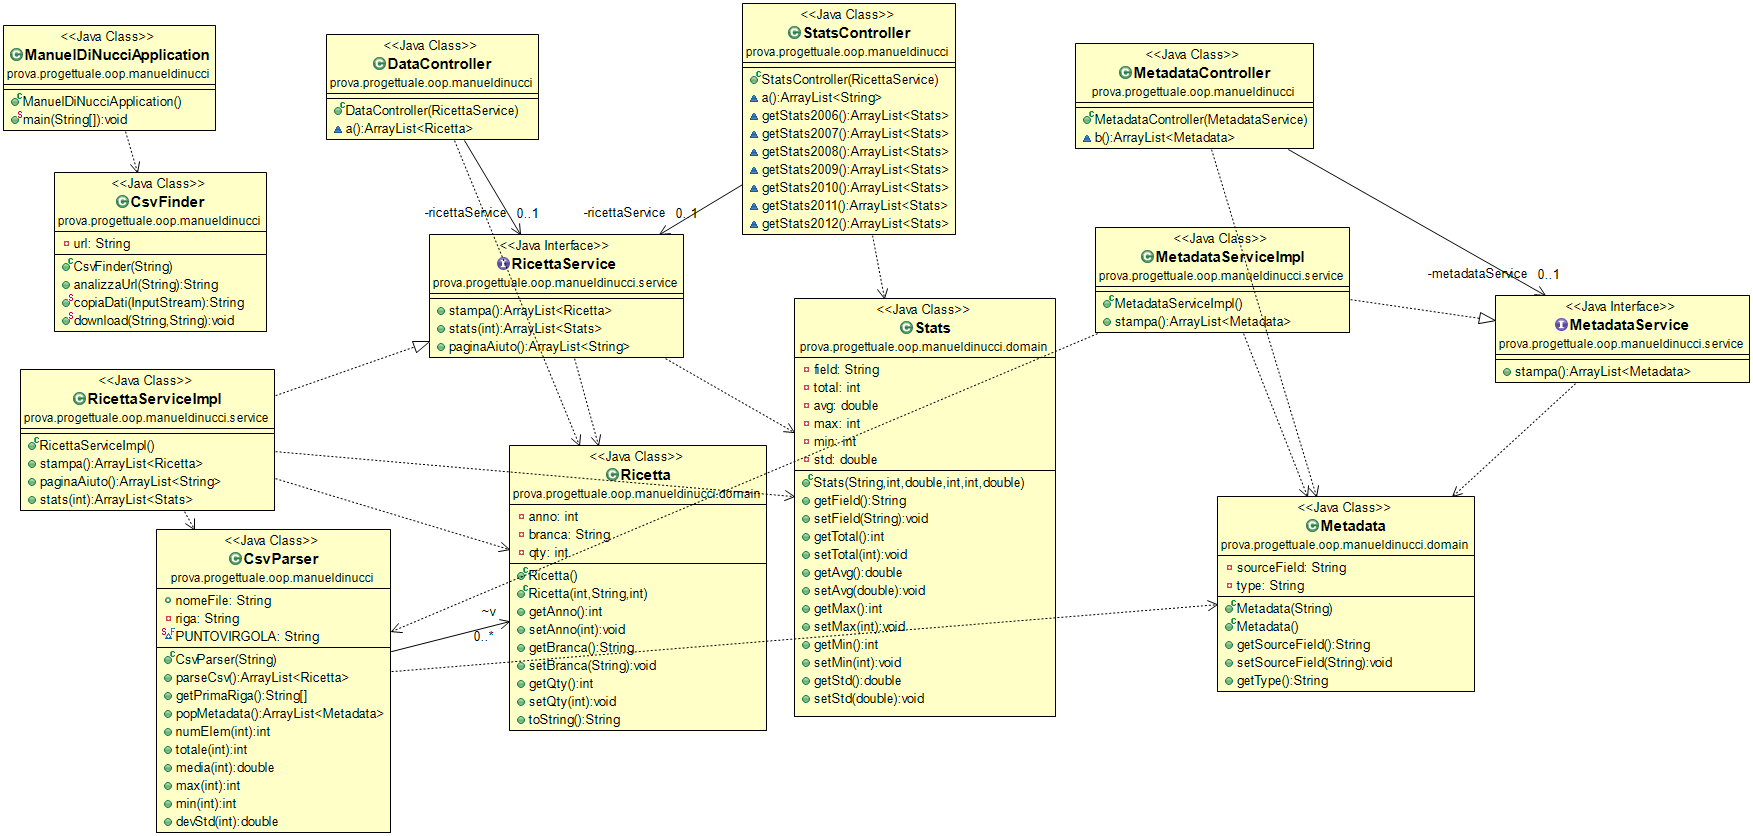 <<Java Class>>
ManuelDiNucciApplication
prova.progettuale.oop.manueldinucci
ManuelDiNucciApplication()
main(String[]):void
<<Java Class>>
DataController
prova.progettuale.oop.manueldinucci
DataController(RicettaService)
a():ArrayList<Ricetta>
<<Java Class>>
StatsController
prova.progettuale.oop.manueldinucci
StatsController(RicettaService)
a():ArrayList<String>
getStats2006():ArrayList<Stats>
getStats2007():ArrayList<Stats>
getStats2008():ArrayList<Stats>
getStats2009():ArrayList<Stats>
getStats2010():ArrayList<Stats>
getStats2011():ArrayList<Stats>
getStats2012():ArrayList<Stats>
<<Java Class>>
MetadataController
prova.progettuale.oop.manueldinucci
MetadataController(MetadataService)
b():ArrayList<Metadata>
<<Java Class>>
CsvFinder
prova.progettuale.oop.manueldinucci
url: String
CsvFinder(String)
analizzaUrl(String):String
copiaDati(InputStream):String
download(String,String):void
-ricettaService 0..1
-ricettaService 0..1
<<Java Interface>>
RicettaService
prova.progettuale.oop.manueldinucci.service
stampa():ArrayList<Ricetta>
stats(int):ArrayList<Stats>
paginaAiuto():ArrayList<String>
<<Java Class>>
MetadataServiceImpl
prova.progettuale.oop.manueldinucci.service
MetadataServiceImpl()
stampa():ArrayList<Metadata>
-metadataService 0..1
<<Java Interface>>
MetadataService
prova.progettuale.oop.manueldinucci.service
stampa():ArrayList<Metadata>
<<Java Class>>
Stats
prova.progettuale.oop.manueldinucci.domain
field: String
total: int
avg: double
max: int
min: int
std: double
Stats(String,int,double,int,int,double)
getField():String
setField(String):void
getTotal():int
setTotal(int):void
getAvg():double
setAvg(double):void
getMax():int
setMax(int):void
getMin():int
setMin(int):void
getStd():double
setStd(double):void
<<Java Class>>
RicettaServiceImpl
prova.progettuale.oop.manueldinucci.service
RicettaServiceImpl()
stampa():ArrayList<Ricetta>
paginaAiuto():ArrayList<String>
stats(int):ArrayList<Stats>
<<Java Class>>
Ricetta
prova.progettuale.oop.manueldinucci.domain
anno: int
branca: String
qty: int
Ricetta()
Ricetta(int,String,int)
getAnno():int
setAnno(int):void
getBranca():String
setBranca(String):void
getQty():int
setQty(int):void
toString():String
<<Java Class>>
Metadata
prova.progettuale.oop.manueldinucci.domain
sourceField: String
type: String
Metadata(String)
Metadata()
getSourceField():String
setSourceField(String):void
getType():String
<<Java Class>>
CsvParser
prova.progettuale.oop.manueldinucci
nomeFile: String
riga: String
PUNTOVIRGOLA: String
CsvParser(String)
parseCsv():ArrayList<Ricetta>
getPrimaRiga():String[]
popMetadata():ArrayList<Metadata>
numElem(int):int
totale(int):int
media(int):double
max(int):int
min(int):int
devStd(int):double
~v
0..*